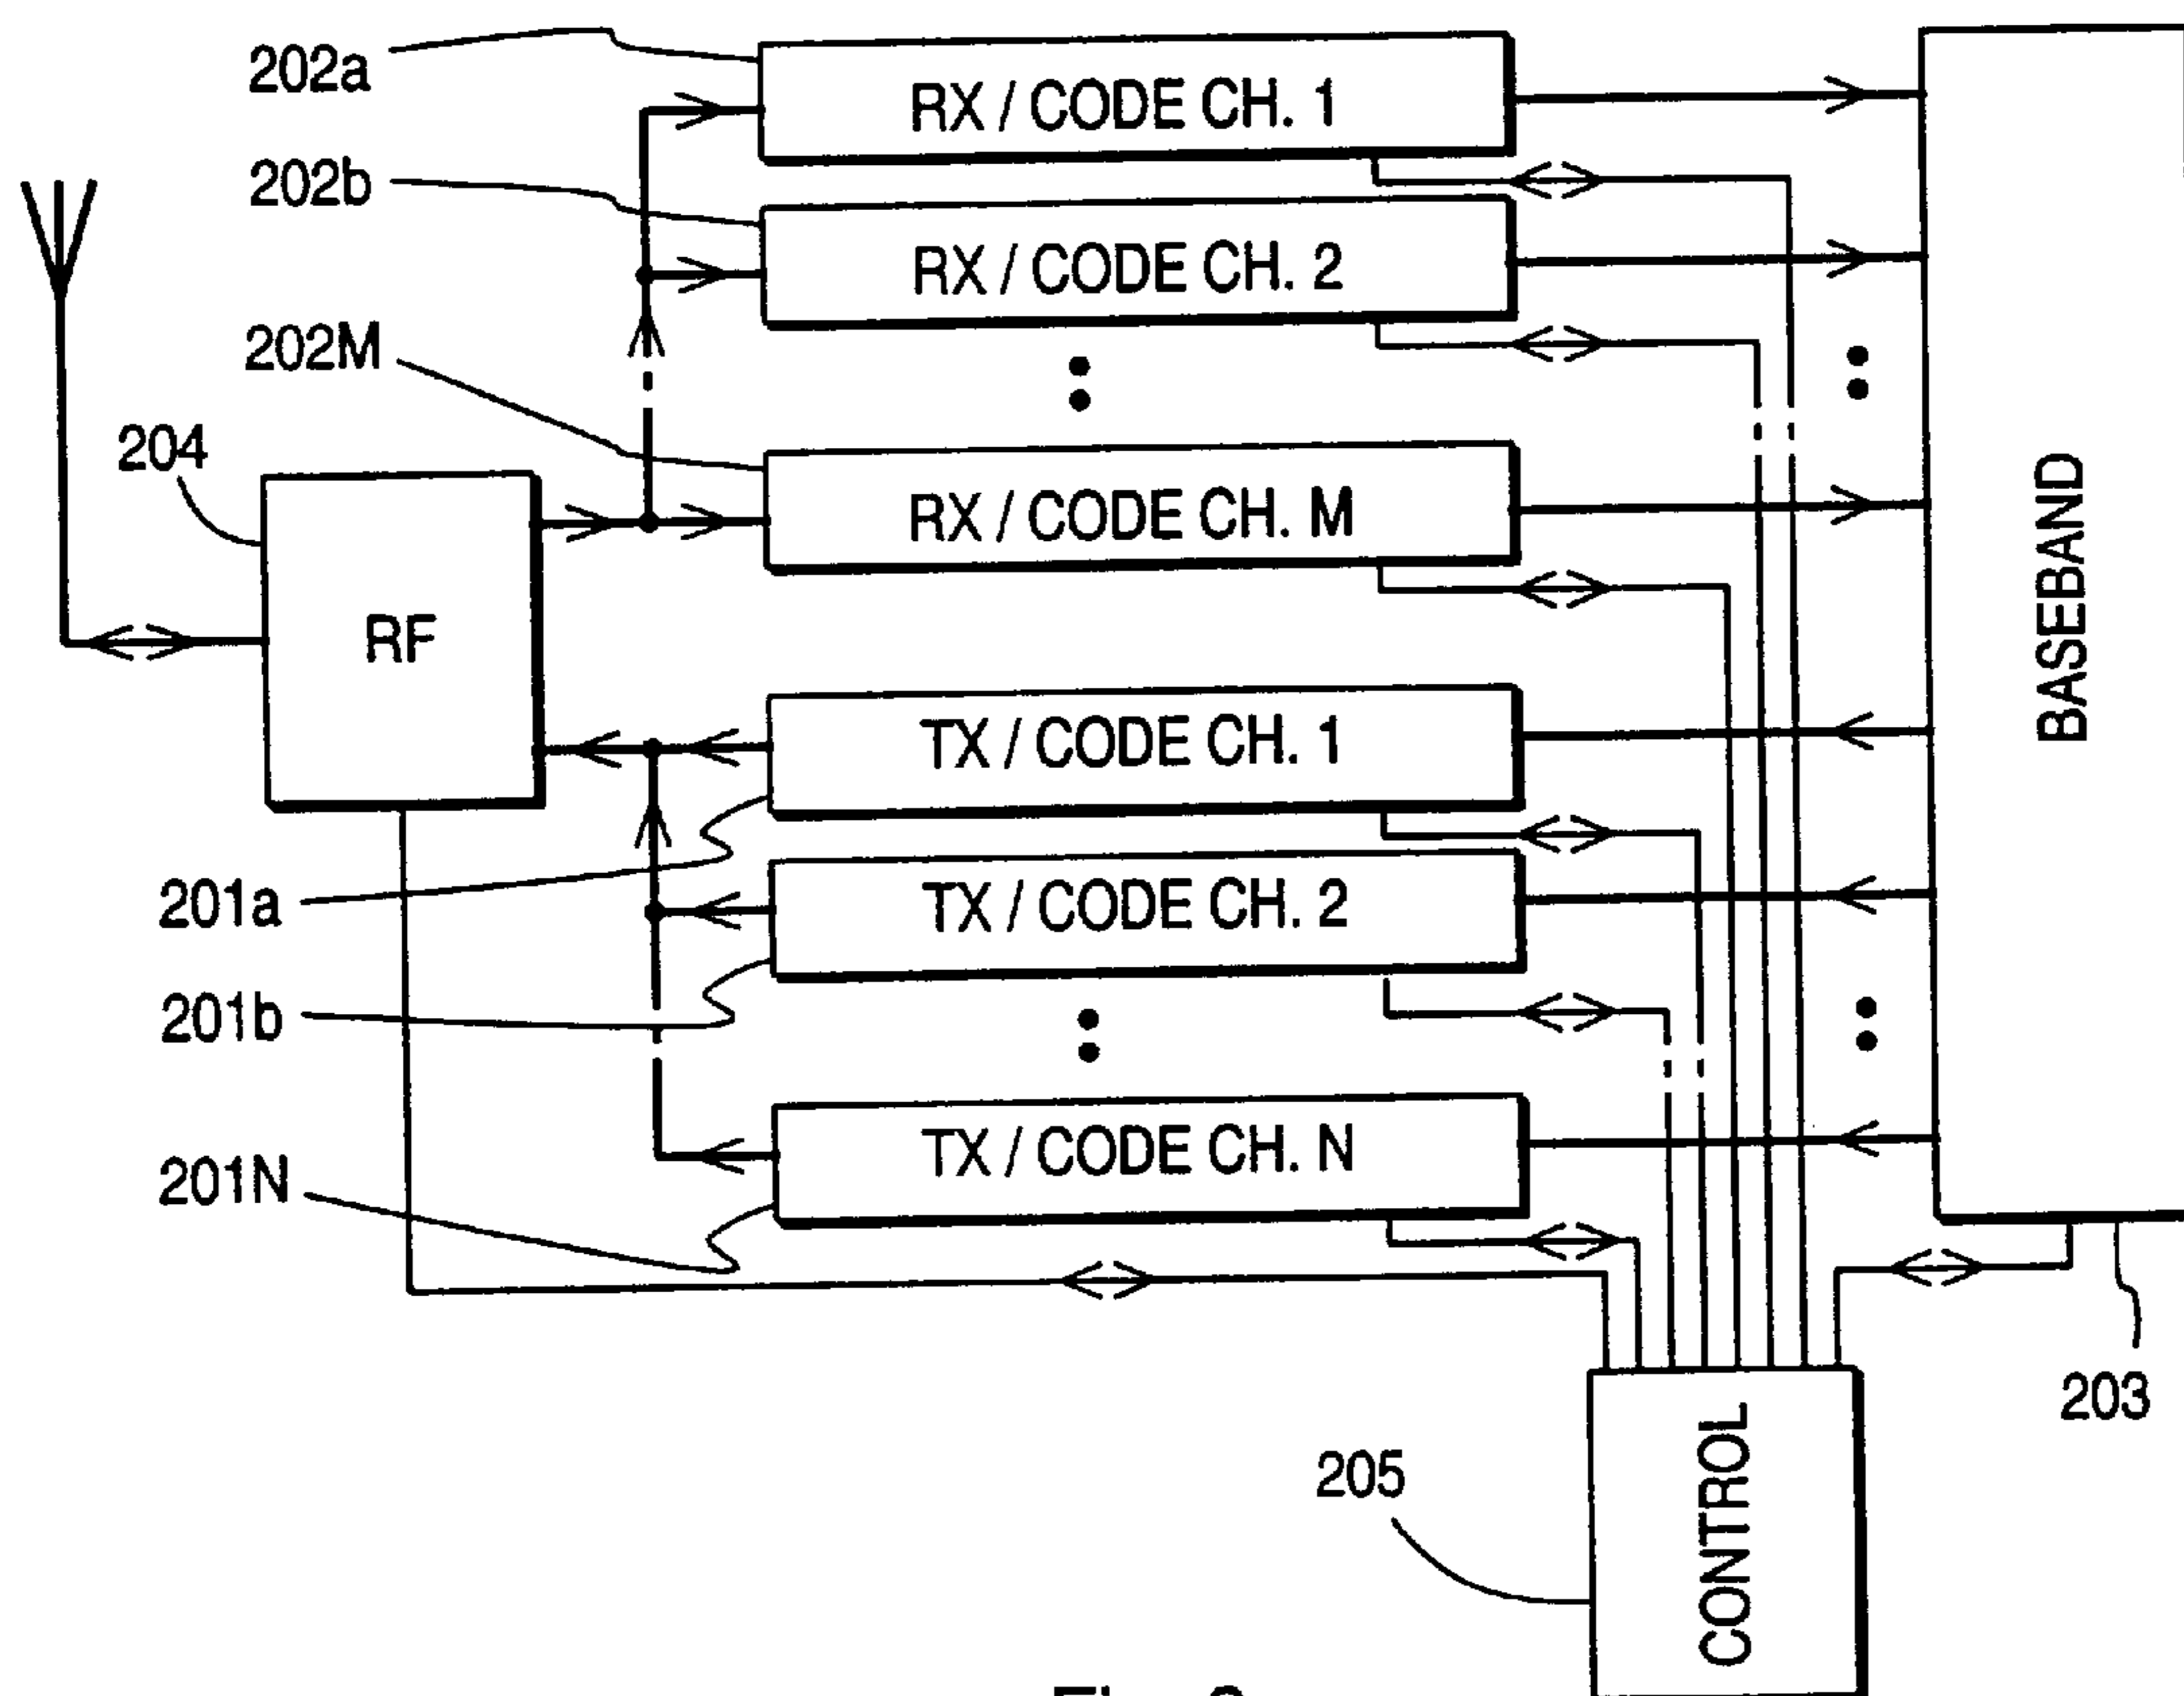 202a
RX / CODE CH. 1
202b
RX / CODE CH. 2
202M
RX / CODE CH. M
204
RF
BASEBAND
TX / CODE CH. 1
201a
TX / CODE CH. 2
201b
TX / CODE CH. N
201N
203
205
CONTROL